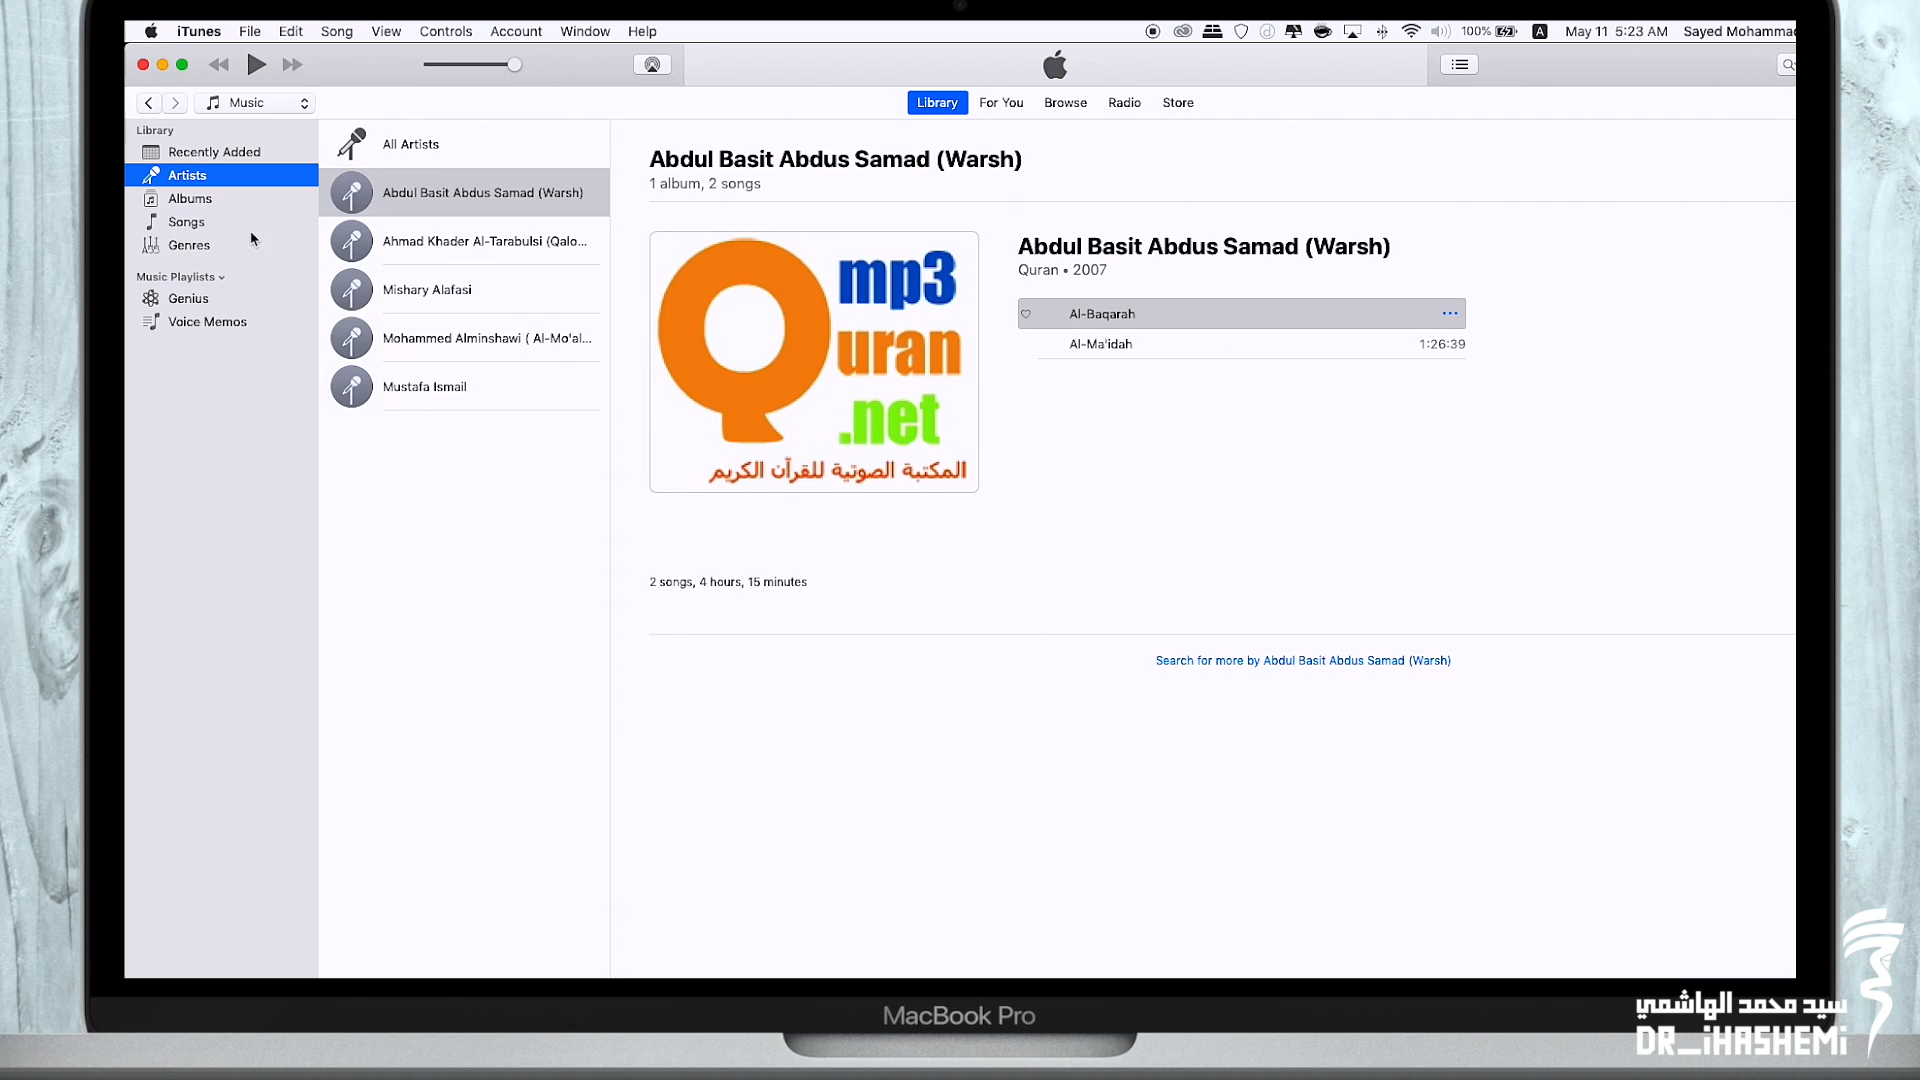 iTunes File Edit Song View Controls Account Window Help
100% A May 11 5:23 AM Sayed Mohammad
Music
Library For You Browse Radio Store
Library
Recently Added
Artists
Albums
Songs
Genres
Music Playlists
Genius
Voice Memos
All Artists
Abdul Basit Abdus Samad (Warsh)
Ahmad Khader Al-Tarabulsi (Qalo...
Mishary Alafasi
Mohammed Alminshawi ( Al-Mo'al...
Mustafa Ismail
Abdul Basit Abdus Samad (Warsh)
1 album, 2 songs
mp3
Quran
.net
المكتبة الصوتية للقرآن الكريم
Abdul Basit Abdus Samad (Warsh)
Quran • 2007
Al-Baqarah ...
Al-Ma'idah 1:26:39
2 songs, 4 hours, 15 minutes
Search for more by Abdul Basit Abdus Samad (Warsh)
MacBook Pro
سيد محمد الهاشمي
DR_iHASHEMi